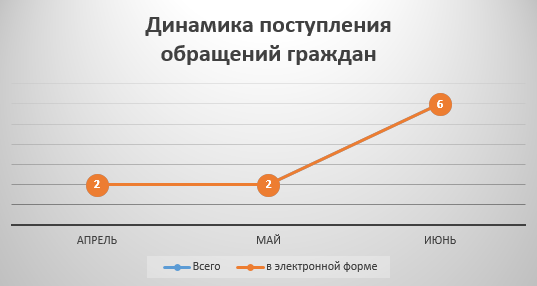 Динамика поступления
обращений граждан
6
2
2
АПРЕЛЬ
МАЙ
ИЮНЬ
Всего
в электронной форме